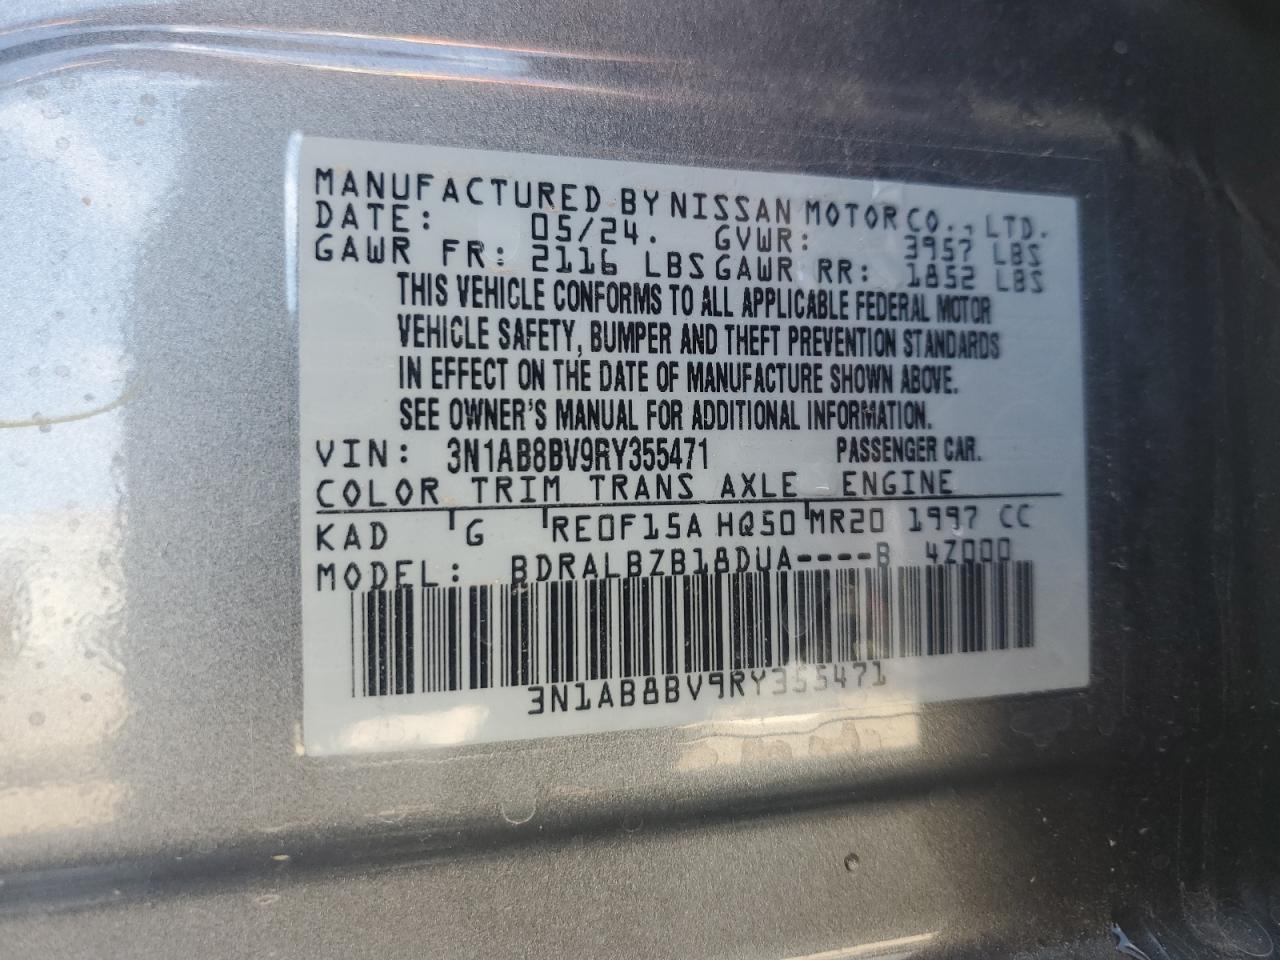 MANUFACTURED BY NISSAN MOTOR CO., LTD.
DATE: 05/24. GVWR: 3957 LBS
GAWR FR: 2116 LBS GAWR RR: 1852 LBS
THIS VEHICLE CONFORMS TO ALL APPLICABLE FEDERAL MOTOR
VEHICLE SAFETY, BUMPER AND THEFT PREVENTION STANDARDS
IN EFFECT ON THE DATE OF MANUFACTURE SHOWN ABOVE.
SEE OWNER'S MANUAL FOR ADDITIONAL INFORMATION.
VIN: 3N1AB8BV9RY355471 PASSENGER CAR.
COLOR TRIM TRANS AXLE ENGINE
KAD G RE0F15A HQ50 MR20 1997 CC
MODEL: BDRALBZB18DUA----B 4Z000
3N1AB8BV9RY355471